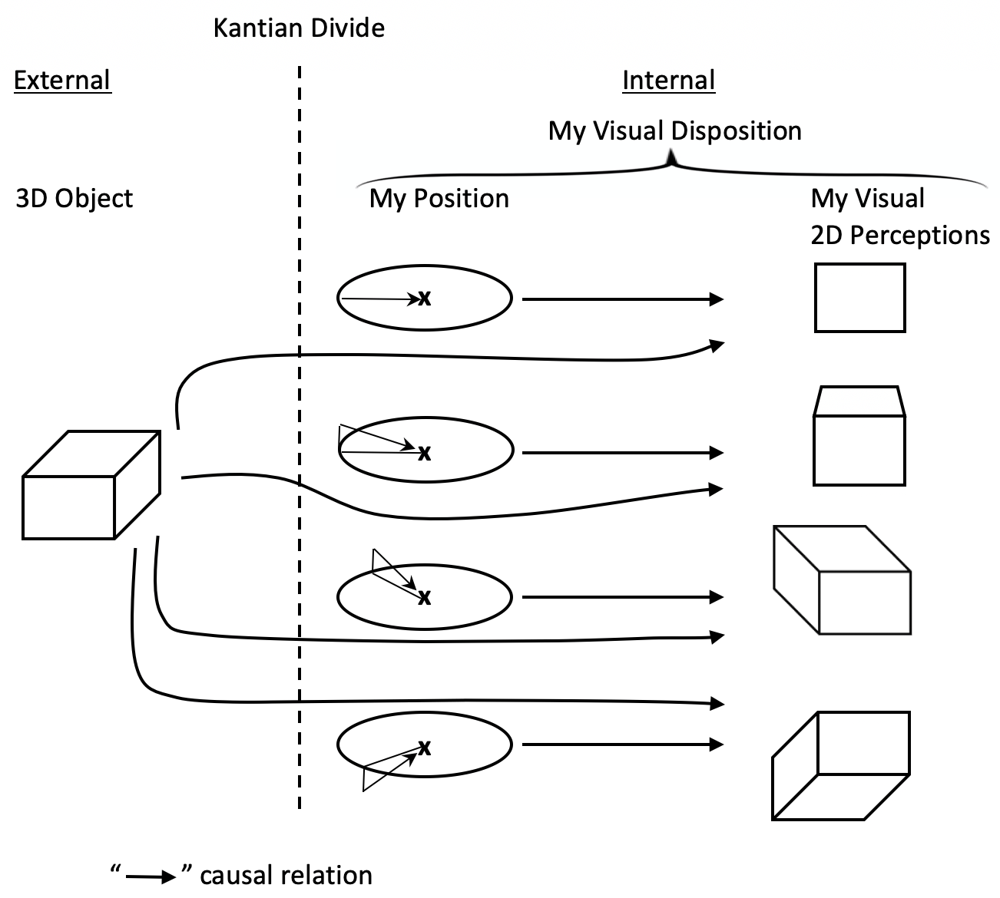 Kantian Divide
External
Internal
My Visual Disposition
3D Object
My Position
My Visual
2D Perceptions
x
x
x
x
“ ” causal relation